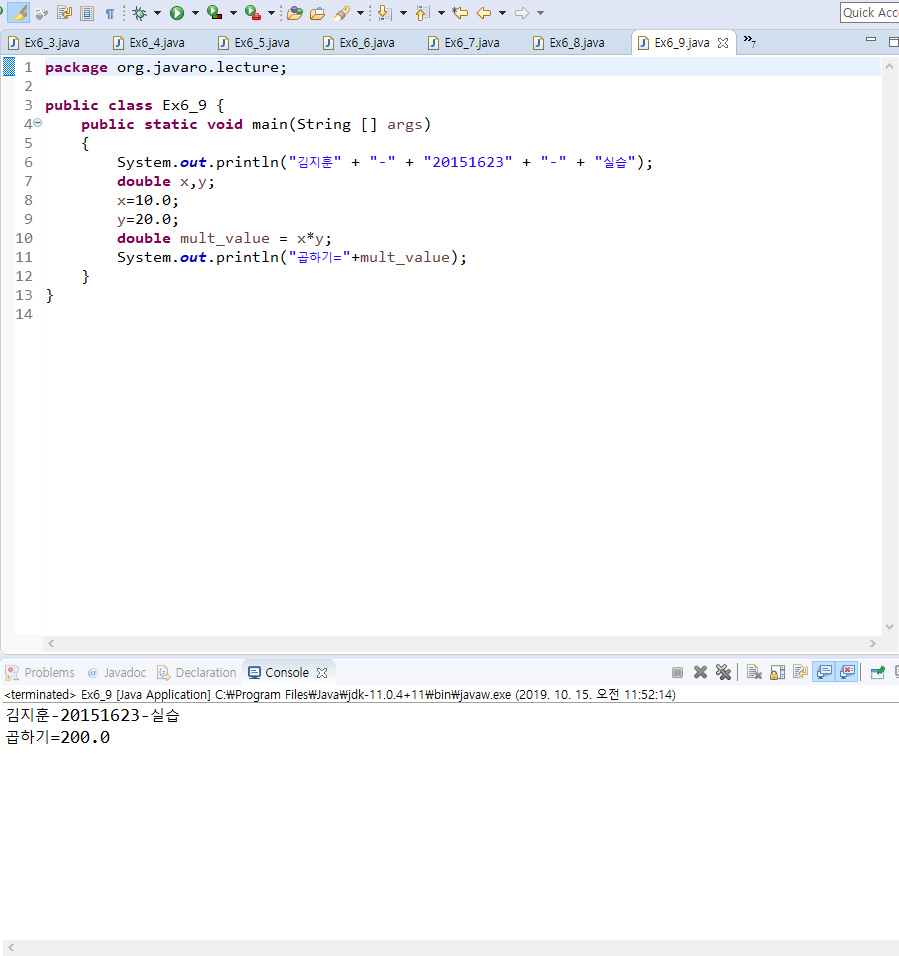 Quick Acc
Ex6_3.java Ex6_4.java Ex6_5.java Ex6_6.java Ex6_7.java Ex6_8.java Ex6_9.java »7
1 package org.javaro.lecture;
2
3 public class Ex6_9 {
4 public static void main(String [] args)
5 {
6 System.out.println("김지훈" + "-" + "20151623" + "-" + "실습");
7 double x,y;
8 x=10.0;
9 y=20.0;
10 double mult_value = x*y;
11 System.out.println("곱하기="+mult_value);
12 }
13 }
14
Problems @ Javadoc Declaration Console
<terminated> Ex6_9 [Java Application] C:₩Program Files₩Java₩jdk-11.0.4+11₩bin₩javaw.exe (2019. 10. 15. 오전 11:52:14)
김지훈-20151623-실습
곱하기=200.0